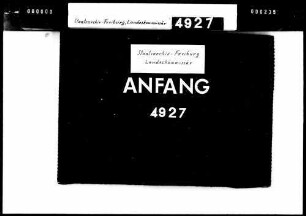 000001
Staatsarchiv Freiburg, Landeskommissär 4927
000235
Staatsarchiv Freiburg
Landeskommissär
ANFANG
4927